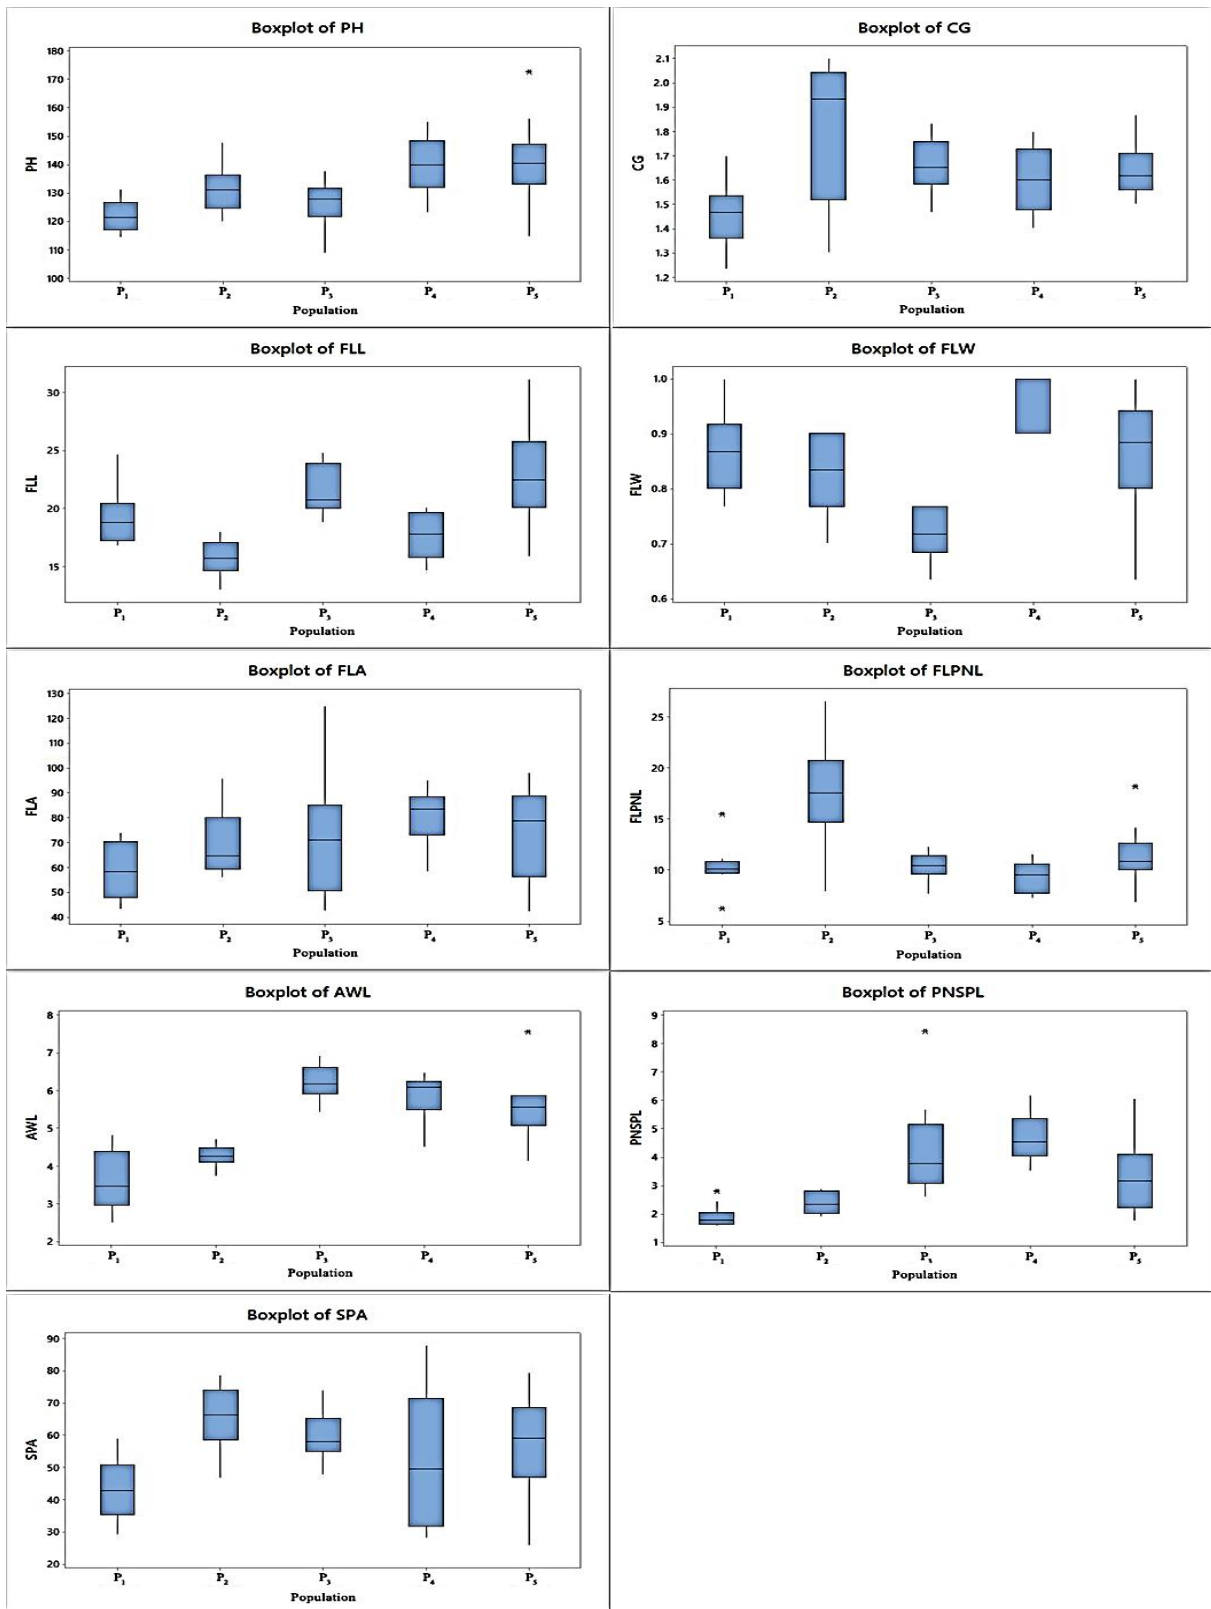 Boxplot of PH
PH
180
170
160
150
140
130
120
110
100
P1 P2 P3 P4 P5
Population
Boxplot of CG
CG
2.1
2.0
1.9
1.8
1.7
1.6
1.5
1.4
1.3
1.2
P1 P2 P3 P4 P5
Population
Boxplot of FLL
FLL
30
25
20
15
P1 P2 P3 P4 P5
Population
Boxplot of FLW
FLW
1.0
0.9
0.8
0.7
0.6
P1 P2 P3 P4 P5
Population
Boxplot of FLA
FLA
130
120
110
100
90
80
70
60
50
40
P1 P2 P3 P4 P5
Population
Boxplot of FLPNL
FLPNL
25
20
15
10
5
P1 P2 P3 P4 P5
Population
Boxplot of AWL
AWL
8
7
6
5
4
3
2
P1 P2 P3 P4 P5
Population
Boxplot of PNSPL
PNSPL
9
8
7
6
5
4
3
2
1
P1 P2 P3 P4 P5
Population
Boxplot of SPA
SPA
90
80
70
60
50
40
30
20
P1 P2 P3 P4 P5
Population